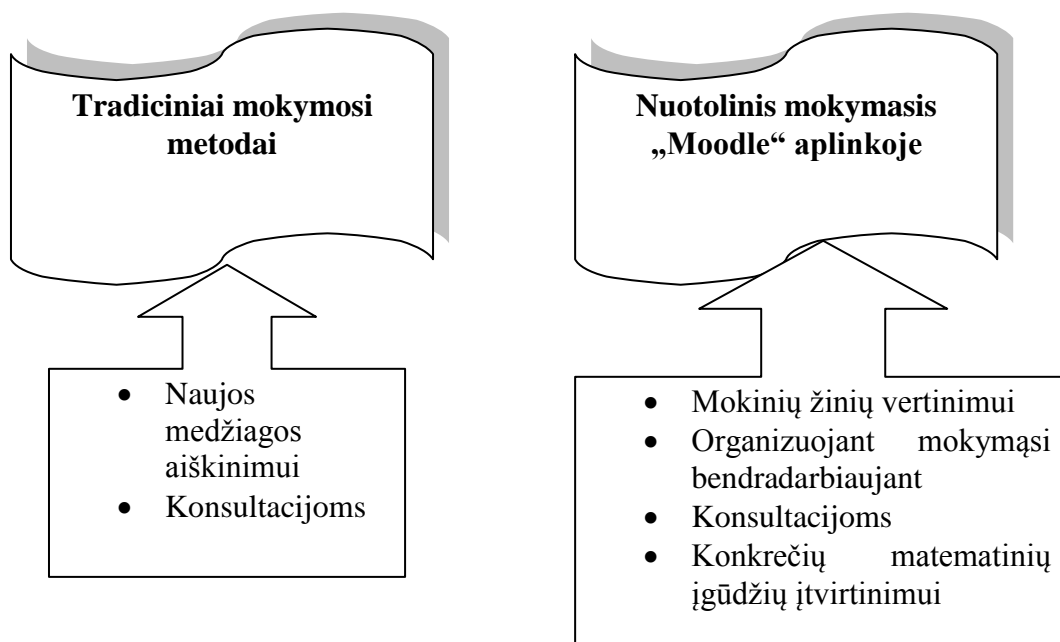 Tradiciniai mokymosi
metodai
Nuotolinis mokymasis
„Moodle“ aplinkoje
• Naujos
medžiagos
aiškinimui
• Konsultacijoms
• Mokinių žinių vertinimui
• Organizuojant mokymąsi
bendradarbiaujant
• Konsultacijoms
• Konkrečių matematinių
įgūdžių įtvirtinimui